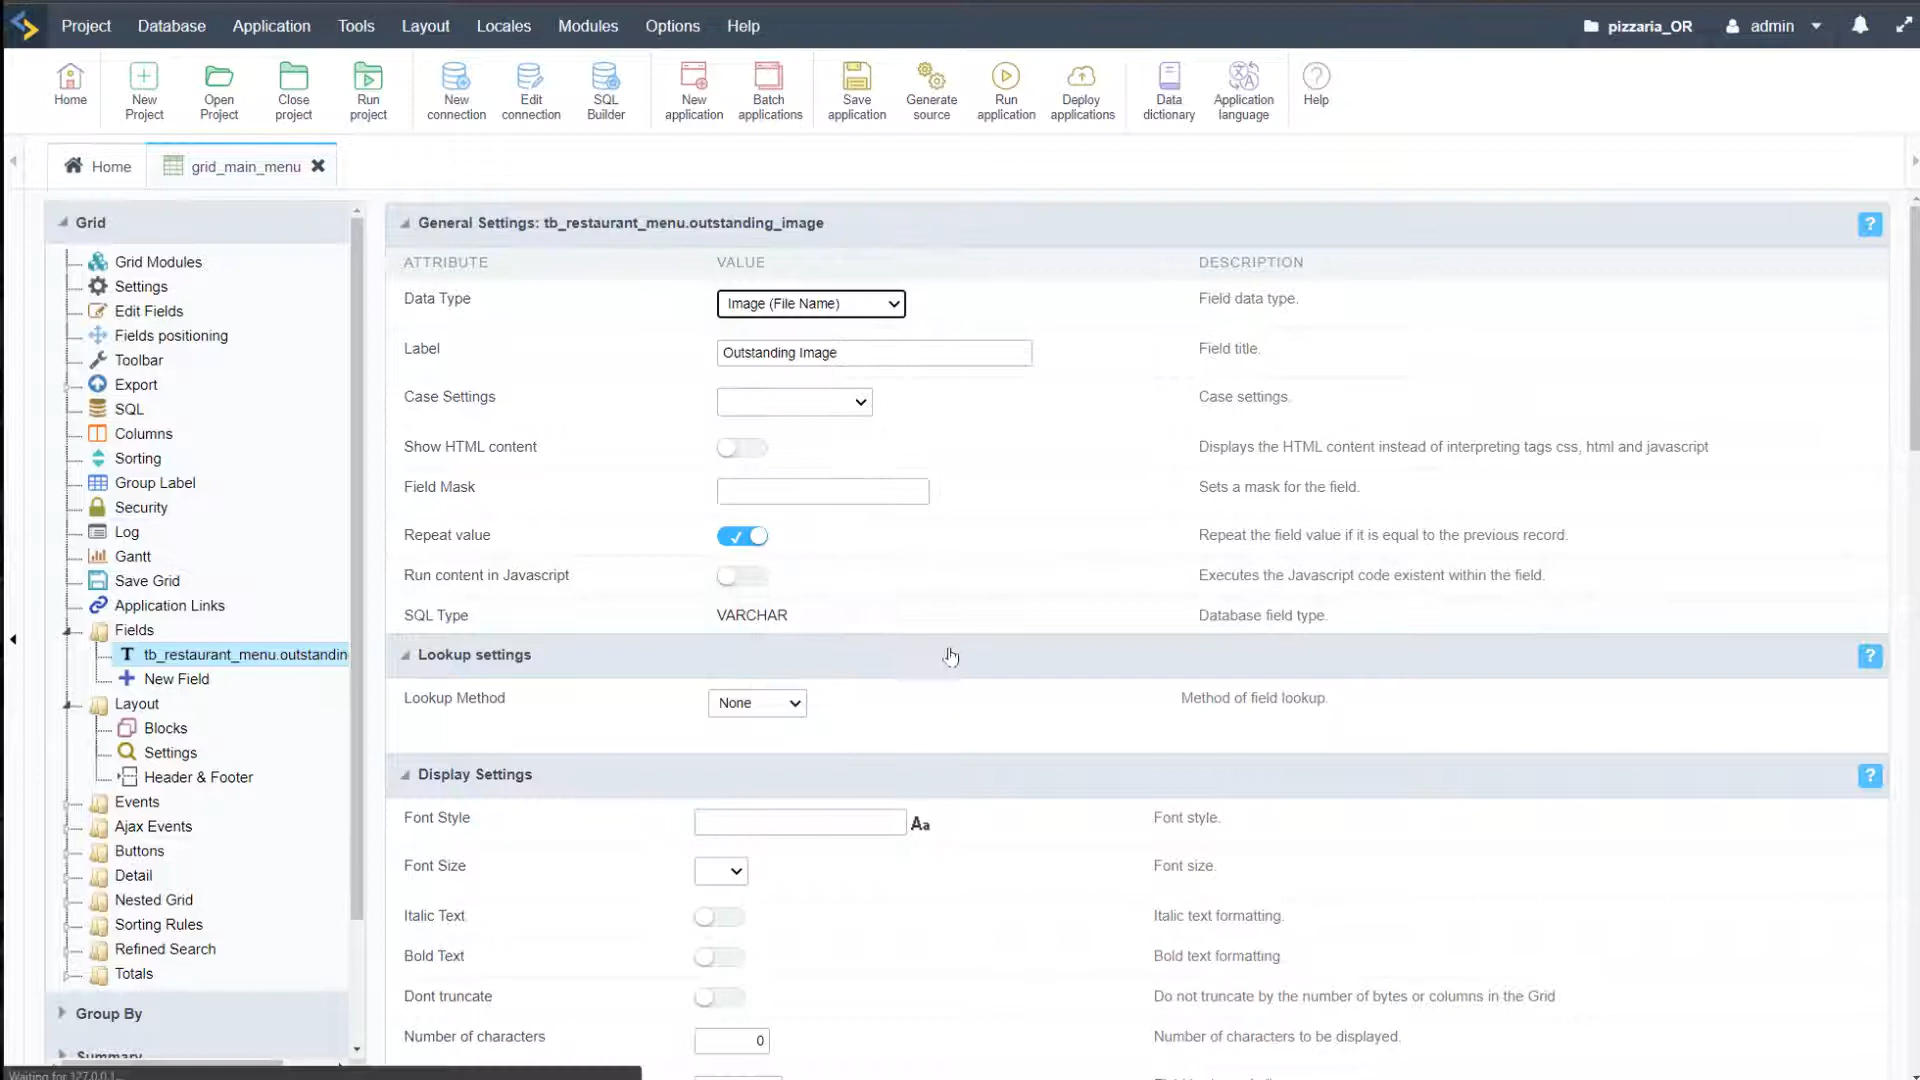 Project Database Application Tools Layout Locales Modules Options Help pizzaria_OR admin
Home
New Project
Open Project
Close project
Run project
New connection
Edit connection
SQL Builder
New application
Batch applications
Save application
Generate source
Run application
Deploy applications
Data dictionary
Application language
Help
Home grid_main_menu
Grid
Grid Modules
Settings
Edit Fields
Fields positioning
Toolbar
Export
SQL
Columns
Sorting
Group Label
Security
Log
Gantt
Save Grid
Application Links
Fields
T tb_restaurant_menu.outstandin
New Field
Layout
Blocks
Settings
Header & Footer
Events
Ajax Events
Buttons
Detail
Nested Grid
Sorting Rules
Refined Search
Totals
Group By
Summary
General Settings: tb_restaurant_menu.outstanding_image ?
ATTRIBUTE VALUE DESCRIPTION
Data Type Image (File Name) Field data type.
Label Outstanding Image Field title.
Case Settings Case settings.
Show HTML content Displays the HTML content instead of interpreting tags css, html and javascript
Field Mask Sets a mask for the field.
Repeat value Repeat the field value if it is equal to the previous record.
Run content in Javascript Executes the Javascript code existent within the field.
SQL Type VARCHAR Database field type.
Lookup settings ?
Lookup Method None Method of field lookup.
Display Settings ?
Font Style Aa Font style.
Font Size Font size.
Italic Text Italic text formatting.
Bold Text Bold text formatting
Dont truncate Do not truncate by the number of bytes or columns in the Grid
Number of characters 0 Number of characters to be displayed.
Waiting for 127.0.0.1...